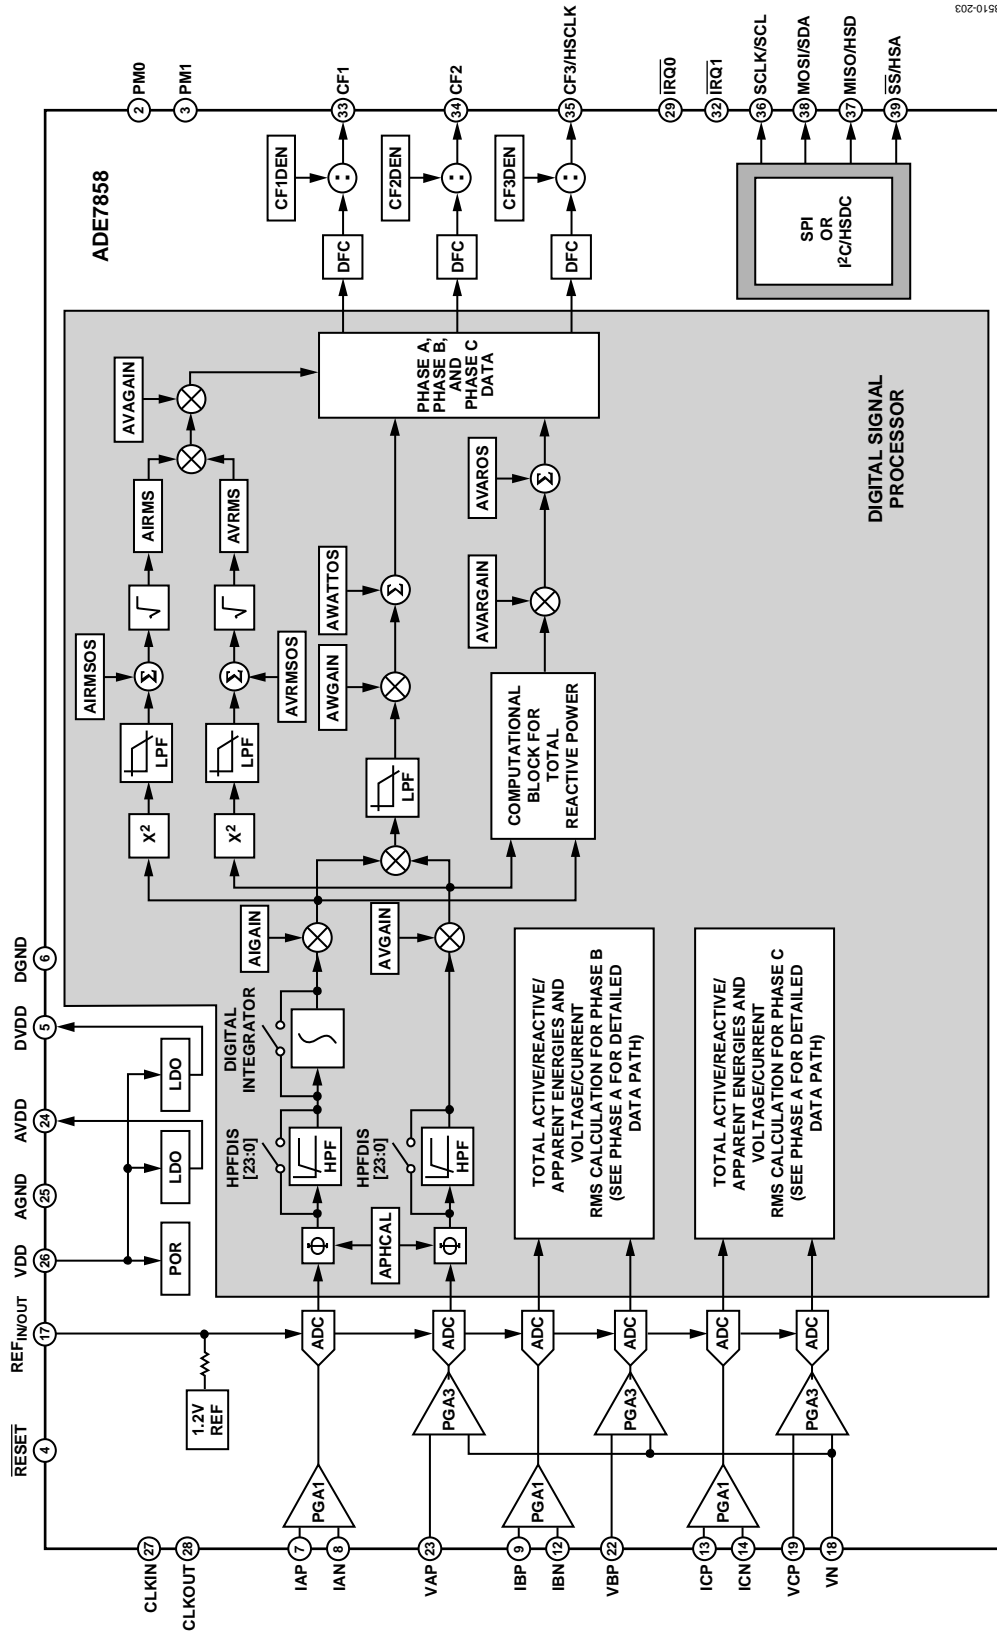 ADE7858
RESET
4
REFIN/OUT
17
VDD
26
AGND
25
AVDD
24
DVDD
5
DGND
6
CLKIN
27
CLKOUT
28
1.2V
REF
POR
LDO
LDO
IAP
7
IAN
8
VAP
23
IBP
9
IBN
12
VBP
22
ICP
13
ICN
14
VCP
19
VN
18
PGA1
PGA3
PGA1
PGA3
PGA1
PGA3
ADC
ADC
ADC
ADC
ADC
ADC
Φ
APHCAL
Φ
HPFDIS
[23:0]
HPF
HPFDIS
[23:0]
HPF
DIGITAL
INTEGRATOR
AIGAIN
AVGAIN
X²
LPF
AIRMSOS
Σ
√
AIRMS
X²
LPF
AVRMSOS
Σ
√
AVRMS
AVAGAIN
LPF
AWGAIN
AWATTOS
Σ
COMPUTATIONAL
BLOCK FOR
TOTAL
REACTIVE POWER
AVARGAIN
AVAROS
Σ
TOTAL ACTIVE/REACTIVE/
APPARENT ENERGIES AND
VOLTAGE/CURRENT
RMS CALCULATION FOR PHASE B
(SEE PHASE A FOR DETAILED
DATA PATH)
TOTAL ACTIVE/REACTIVE/
APPARENT ENERGIES AND
VOLTAGE/CURRENT
RMS CALCULATION FOR PHASE C
(SEE PHASE A FOR DETAILED
DATA PATH)
PHASE A,
PHASE B,
AND
PHASE C
DATA
DIGITAL SIGNAL
PROCESSOR
DFC
CF1DEN
:
DFC
CF2DEN
:
DFC
CF3DEN
:
SPI
OR
I²C/HSDC
2
PM0
3
PM1
33
CF1
34
CF2
35
CF3/HSCLK
29
IRQ0
32
IRQ1
36
SCLK/SCL
38
MOSI/SDA
37
MISO/HSD
39
SS/HSA
8510-203